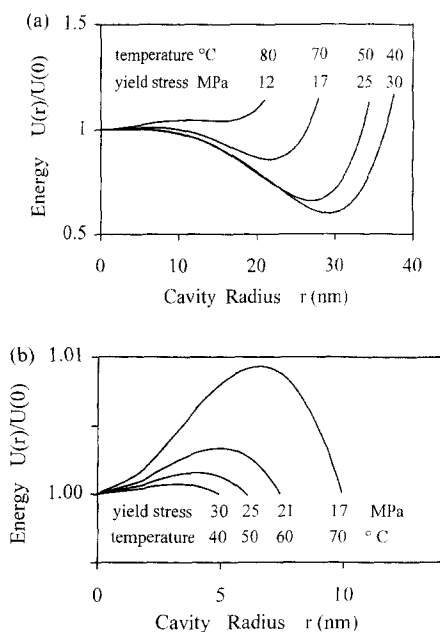 (a)
1.5
temperature °C 80 70 50 40
yield stress MPa 12 17 25 30
1
0.5
Energy U(r)/U(0)
0 10 20 30 40
Cavity Radius r (nm)
(b)
1.01
1.00
Energy U(r)/U(0)
yield stress 30 25 21 17 MPa
temperature 40 50 60 70 ° C
0 5 10
Cavity Radius r (nm)